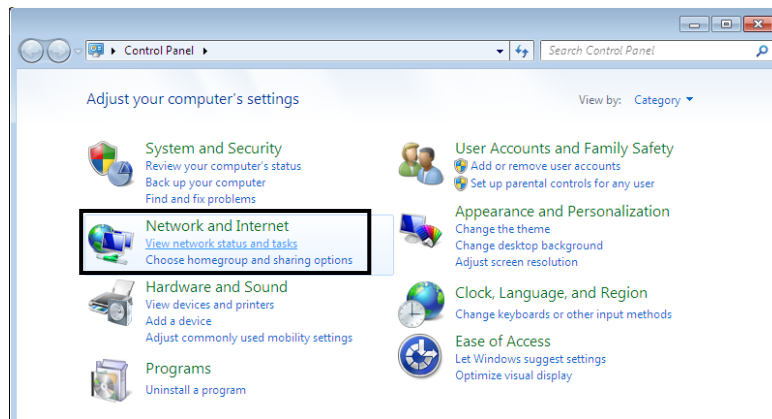 Control Panel
Search Control Panel
Adjust your computer's settings
View by: Category
System and Security
Review your computer's status
Back up your computer
Find and fix problems
Network and Internet
View network status and tasks
Choose homegroup and sharing options
Hardware and Sound
View devices and printers
Add a device
Adjust commonly used mobility settings
Programs
Uninstall a program
User Accounts and Family Safety
Add or remove user accounts
Set up parental controls for any user
Appearance and Personalization
Change the theme
Change desktop background
Adjust screen resolution
Clock, Language, and Region
Change keyboards or other input methods
Ease of Access
Let Windows suggest settings
Optimize visual display